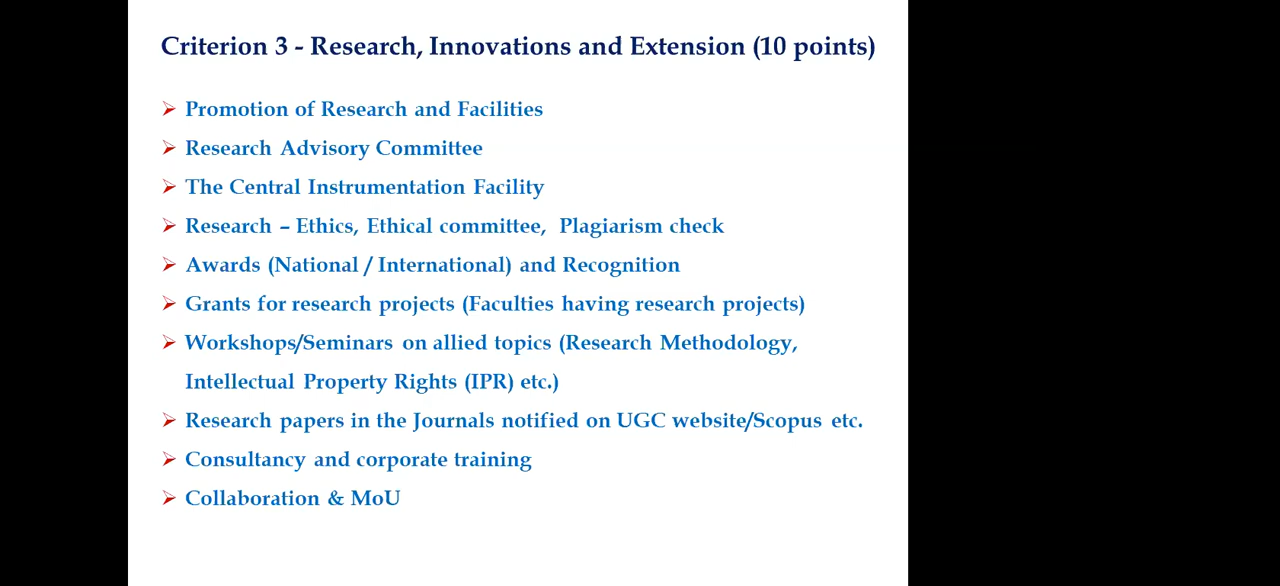 Criterion 3 - Research, Innovations and Extension (10 points)
➢ Promotion of Research and Facilities
➢ Research Advisory Committee
➢ The Central Instrumentation Facility
➢ Research – Ethics, Ethical committee, Plagiarism check
➢ Awards (National / International) and Recognition
➢ Grants for research projects (Faculties having research projects)
➢ Workshops/Seminars on allied topics (Research Methodology,
Intellectual Property Rights (IPR) etc.)
➢ Research papers in the Journals notified on UGC website/Scopus etc.
➢ Consultancy and corporate training
➢ Collaboration & MoU